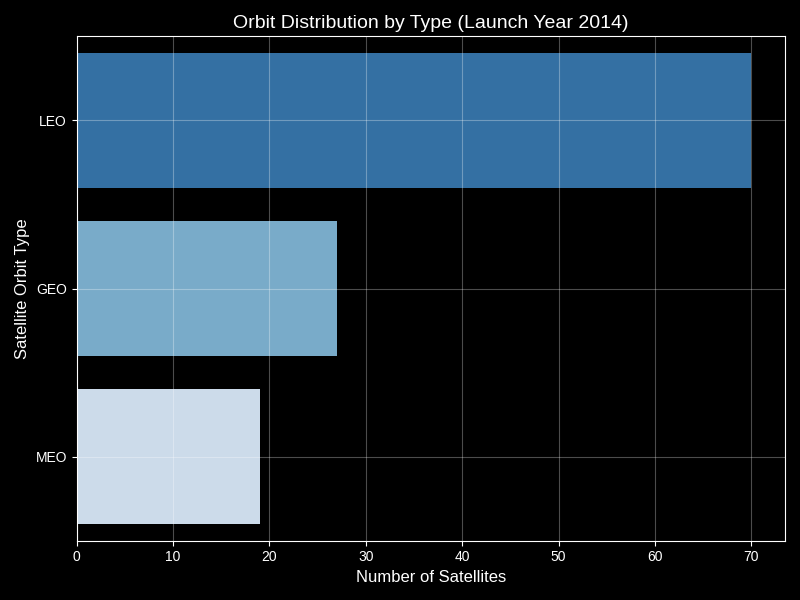 Orbit Distribution by Type (Launch Year 2014)
Satellite Orbit Type
LEO
GEO
MEO
0 10 20 30 40 50 60 70
Number of Satellites